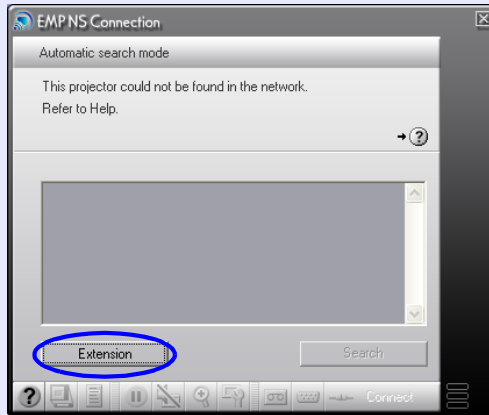 EMP NS Connection
Automatic search mode
This projector could not be found in the network.
Refer to Help.
Extension
Search
Connect